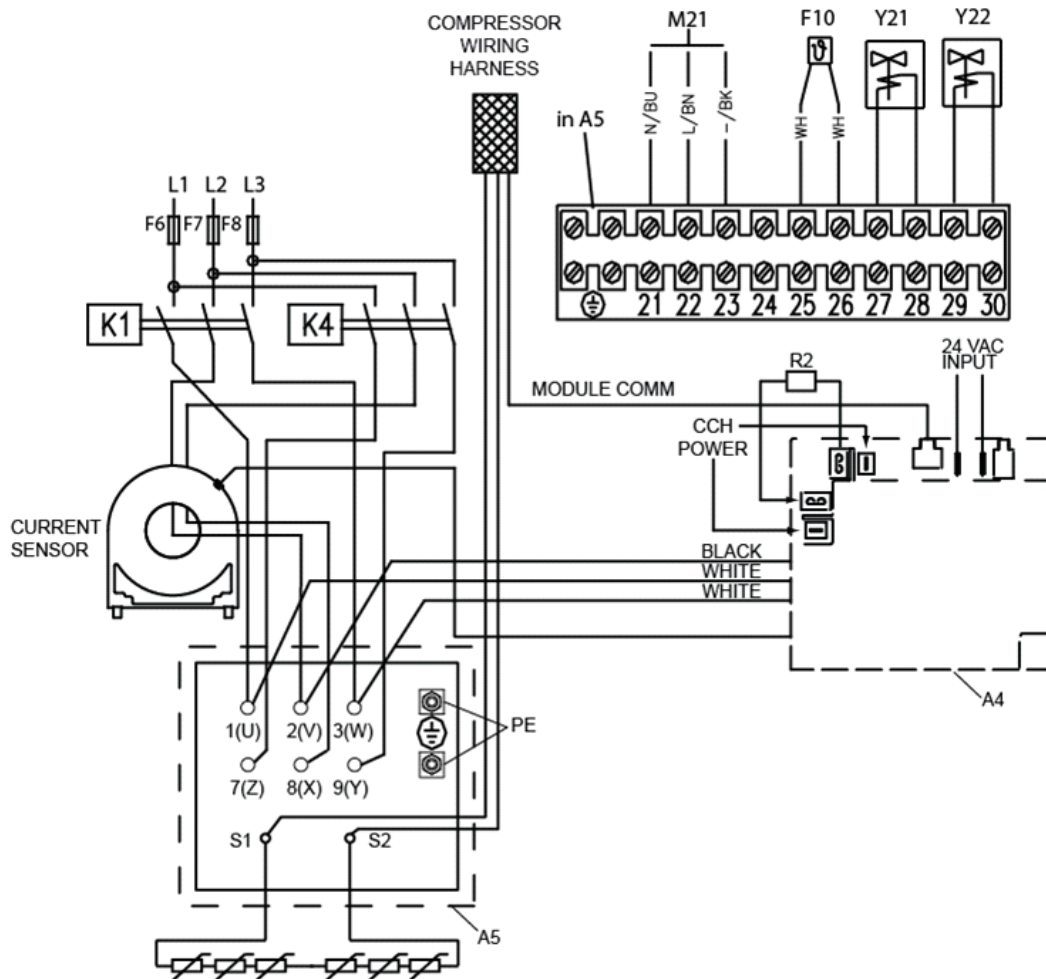 COMPRESSOR
WIRING
HARNESS
M21
F10
Y21
Y22
ϑ
in A5
N/BU
L/BN
-/BK
WH
WH
L1
L2
L3
F6
F7
F8
21
22
23
24
25
26
27
28
29
30
K1
K4
24 VAC
INPUT
R2
MODULE COMM
CCH
POWER
CURRENT
SENSOR
BLACK
WHITE
WHITE
A4
1(U)
2(V)
3(W)
PE
7(Z)
8(X)
9(Y)
S1
S2
A5